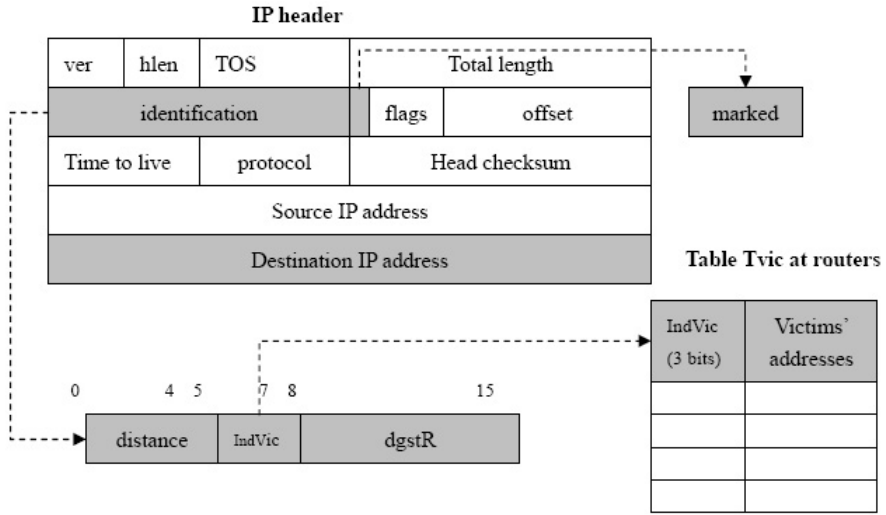 IP header
ver hlen TOS Total length
identification flags offset marked
Time to live protocol Head checksum
Source IP address
Destination IP address
Table Tvic at routers
IndVic Victims'
(3 bits) addresses
0 4 5 7 8 15
distance IndVic dgstR